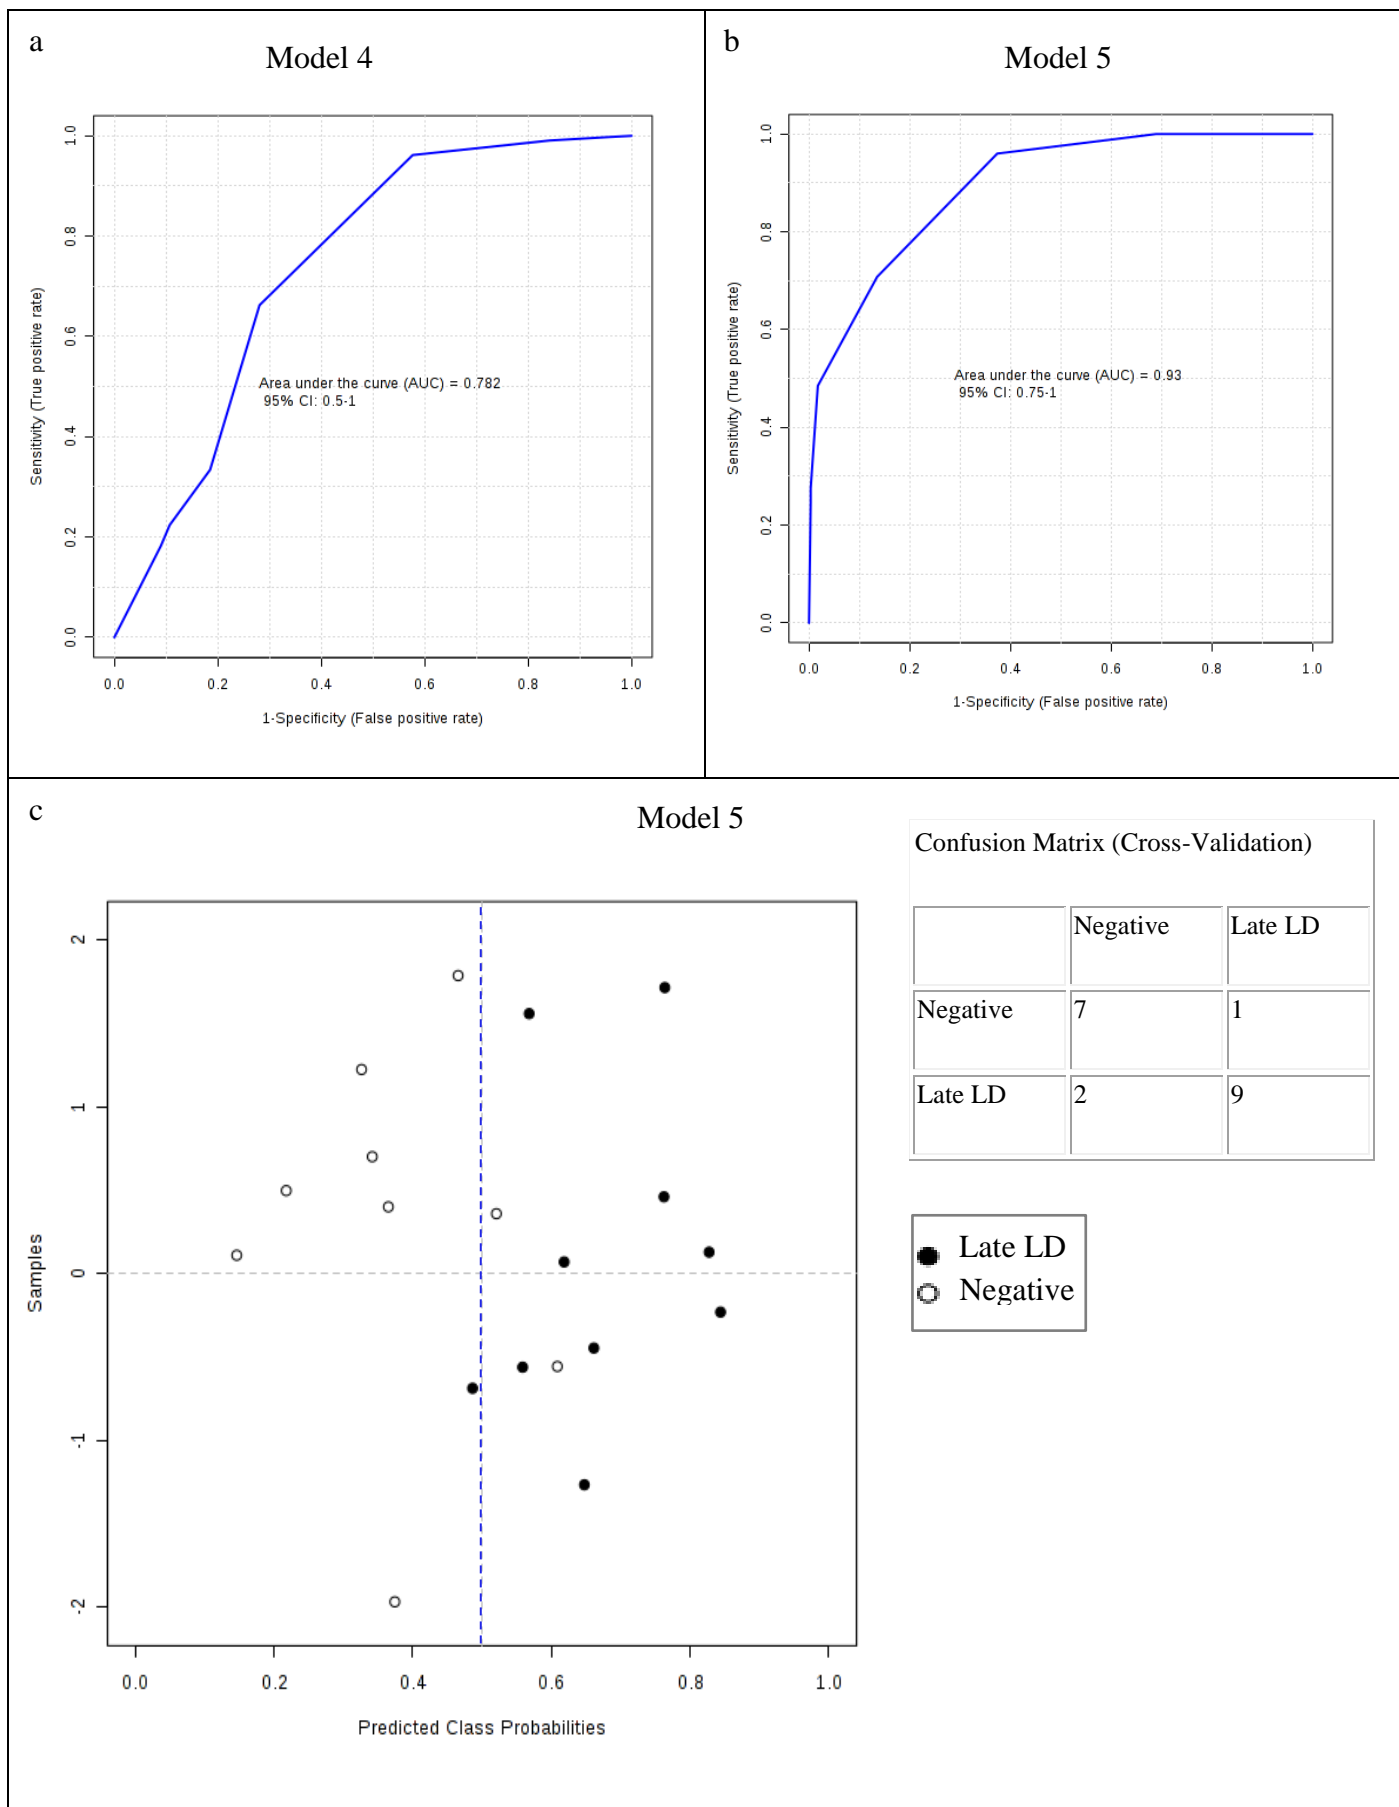 a
Model 4
1.0
0.8
0.6
0.4
0.2
0.0
Sensitivity (True positive rate)
Area under the curve (AUC) = 0.782
95% CI: 0.5-1
0.0 0.2 0.4 0.6 0.8 1.0
1-Specificity (False positive rate)
b
Model 5
1.0
0.8
0.6
0.4
0.2
0.0
Sensitivity (True positive rate)
Area under the curve (AUC) = 0.93
95% CI: 0.75-1
0.0 0.2 0.4 0.6 0.8 1.0
1-Specificity (False positive rate)
c
Model 5
2
1
0
-1
-2
Samples
0.0 0.2 0.4 0.6 0.8 1.0
Predicted Class Probabilities
Confusion Matrix (Cross-Validation)
Negative Late LD
Negative 7 1
Late LD 2 9
Late LD
Negative